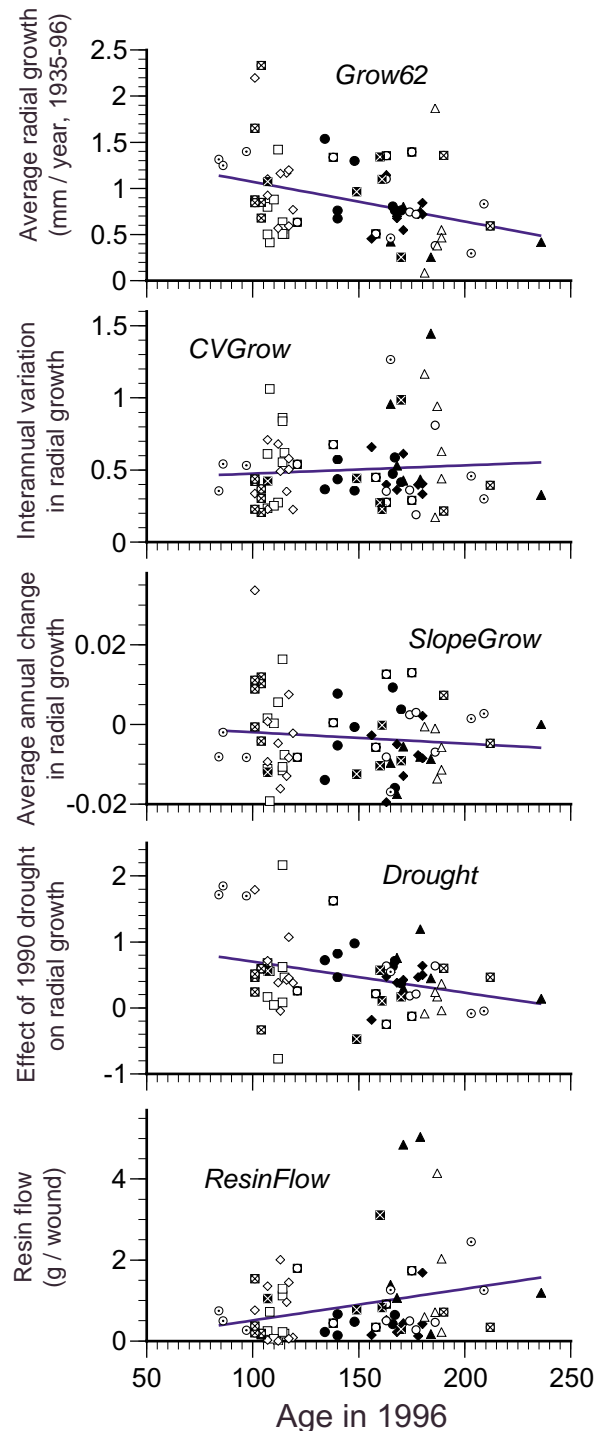 Average radial growth
(mm / year, 1935-96)
2.5
2
1.5
1
0.5
0
Grow62
Interannual variation
in radial growth
1.5
1
0.5
0
CVGrow
Average annual change
in radial growth
0.02
0
-0.02
SlopeGrow
Effect of 1990 drought
on radial growth
2
1
0
-1
Drought
Resin flow
(g / wound)
4
2
0
ResinFlow
50 100 150 200 250
Age in 1996